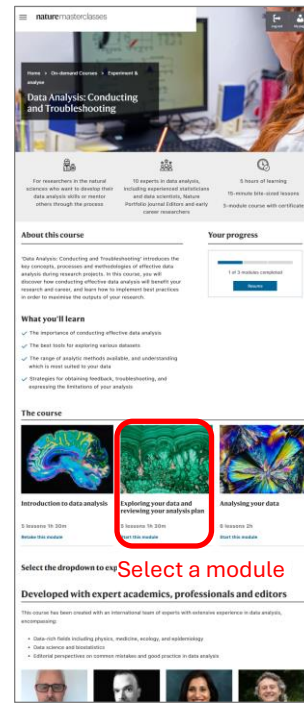 naturemasterclasses
Home > On-demand Courses > Experiment &
analyse
Data Analysis: Conducting
and Troubleshooting
For researchers in the natural
sciences who want to develop their
data analysis skills or mentor
others through the process
10 experts in data analysis,
including experienced statisticians
and data scientists, Nature
Portfolio journal Editors and early
career researchers
5 hours of learning
15-minute bite-sized lessons
3-module course with certificate
About this course
'Data Analysis: Conducting and Troubleshooting' introduces the
key concepts, processes and methodologies of effective data
analysis during research projects. In this course, you will
discover how conducting effective data analysis will benefit your
research and career, and learn how to implement best practices
in order to maximise the outputs of your research.
Your progress
1 of 3 modules completed
Resume
What you'll learn
The importance of conducting effective data analysis
The best tools for exploring various datasets
The range of analytic methods available, and understanding
which is most suited to your data
Strategies for obtaining feedback, troubleshooting, and
expressing the limitations of your analysis
The course
Introduction to data analysis
5 lessons 1h 30m
Retake this module
Exploring your data and
reviewing your analysis plan
5 lessons 1h 30m
Start this module
Analysing your data
6 lessons 2h
Start this module
Select the dropdown to exp
Select a module
Developed with expert academics, professionals and editors
This course has been created with an international team of experts with extensive experience in data analysis,
encompassing:
Data-rich fields including physics, medicine, ecology, and epidemiology
Data science and biostatistics
Editorial perspectives on common mistakes and good practice in data analysis